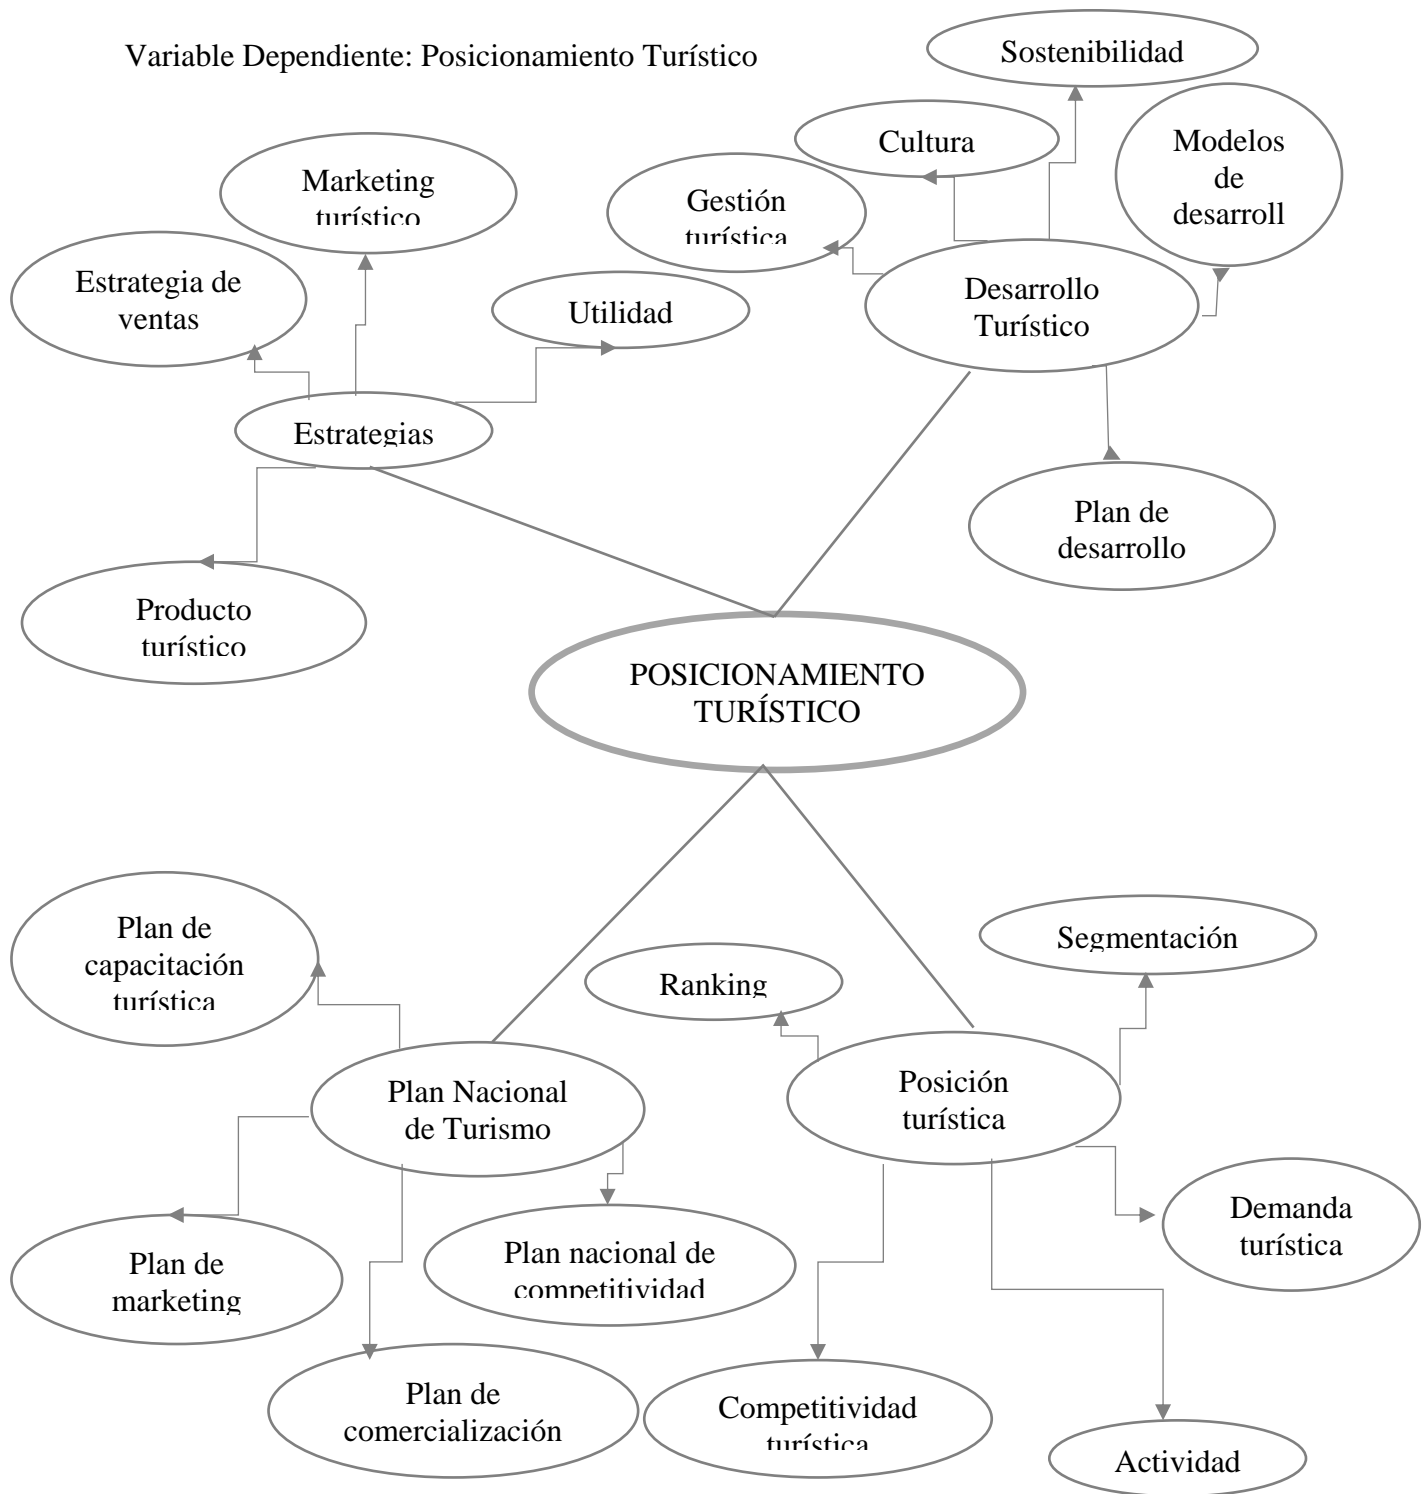 Variable Dependiente: Posicionamiento Turístico
Sostenibilidad
Cultura
Modelos
de
desarroll
Marketing
turístico
Gestión
turística
Estrategia de
ventas
Utilidad
Desarrollo
Turístico
Estrategias
Plan de
desarrollo
Producto
turístico
POSICIONAMIENTO
TURÍSTICO
Plan de
capacitación
turística
Ranking
Segmentación
Plan Nacional
de Turismo
Posición
turística
Plan de
marketing
Plan nacional de
competitividad
Demanda
turística
Plan de
comercialización
Competitividad
turística
Actividad